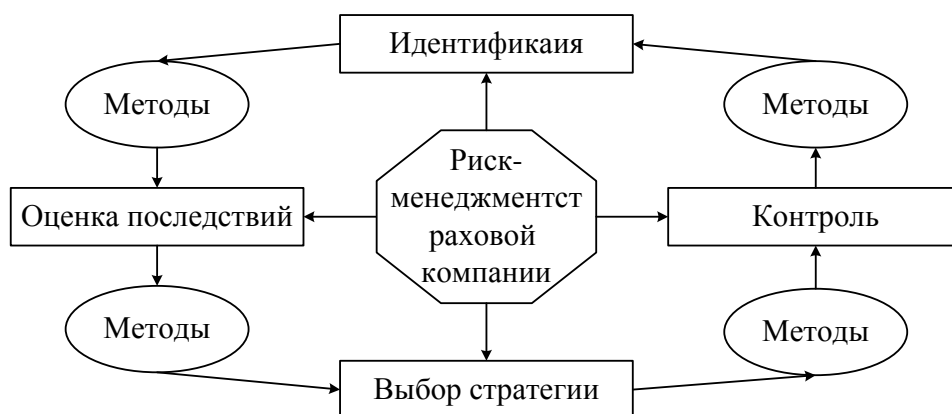 Идентификаия
Методы
Методы
Риск-
менеджментст
раховой
компании
Оценка последствий
Контроль
Методы
Методы
Выбор стратегии